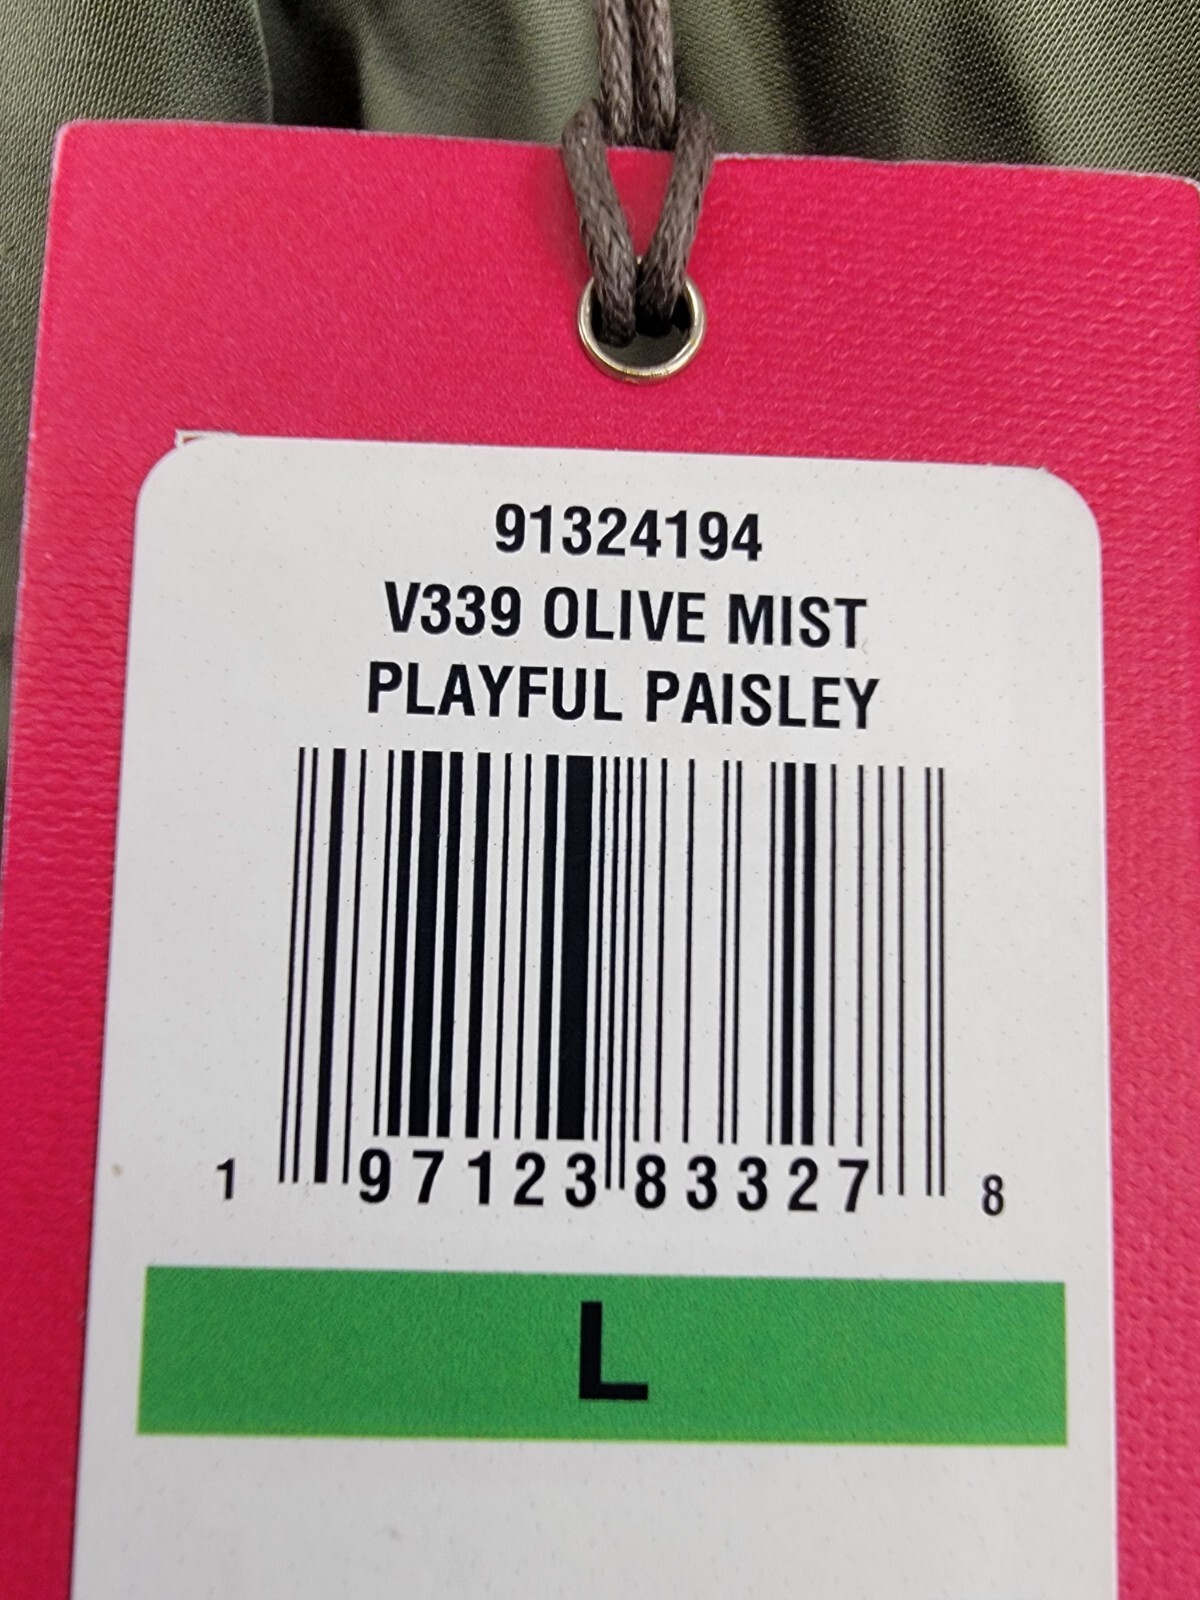 91324194
V339 OLIVE MIST
PLAYFUL PAISLEY
1 97123 83327 8
L